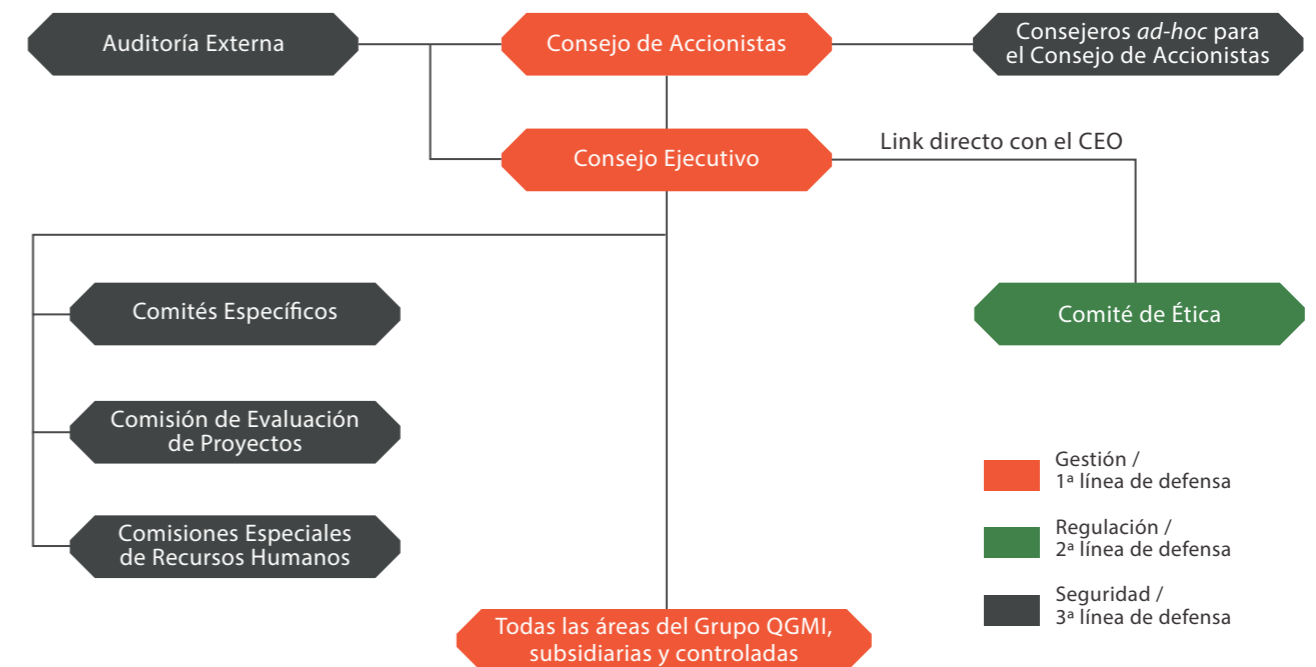 Auditoría Externa
Consejo de Accionistas
Consejeros ad-hoc para
el Consejo de Accionistas
Consejo Ejecutivo
Link directo con el CEO
Comités Específicos
Comité de Ética
Comisión de Evaluación
de Proyectos
Comisiones Especiales
de Recursos Humanos
Todas las áreas del Grupo QGMI,
subsidiarias y controladas
Gestión /
1ª línea de defensa
Regulación /
2ª línea de defensa
Seguridad /
3ª línea de defensa